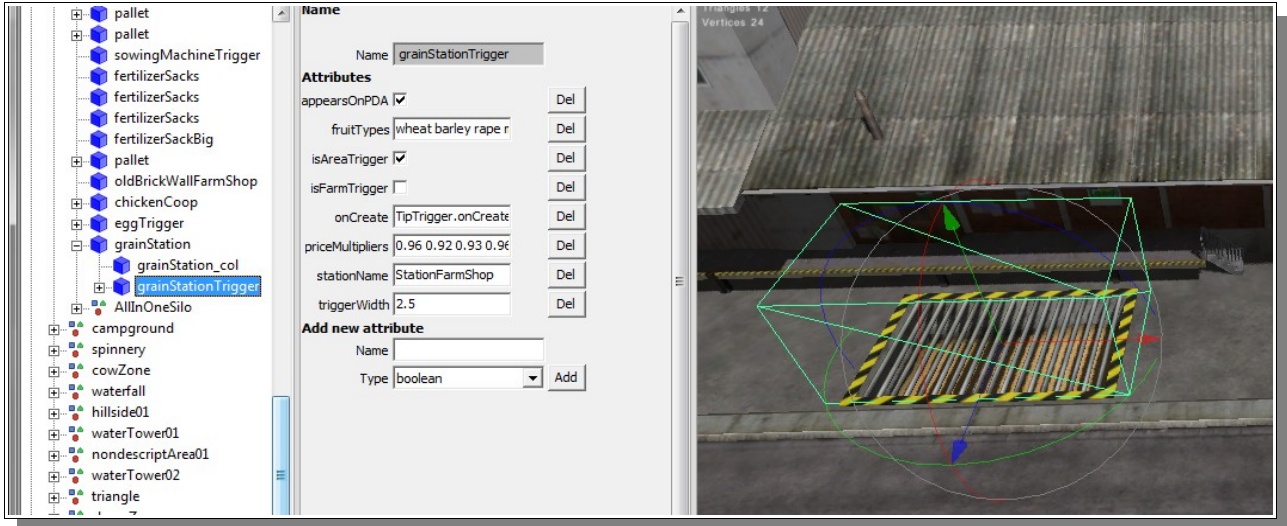 pallet
pallet
sowingMachineTrigger
fertilizerSacks
fertilizerSacks
fertilizerSacks
fertilizerSackBig
pallet
oldBrickWallFarmShop
chickenCoop
eggTrigger
grainStation
grainStation_col
grainStationTrigger
AllInOneSilo
campground
spinnery
cowZone
waterfall
hillside01
waterTower01
nondescriptArea01
waterTower02
triangle
Name
Name grainStationTrigger
Attributes
appearsOnPDA Del
fruitTypes wheat barley rape Del
isAreaTrigger Del
isFarmTrigger Del
onCreate TipTrigger.onCreate Del
priceMultipliers 0.96 0.92 0.93 0.96 Del
stationName StationFarmShop Del
triggerWidth 2.5 Del
Add new attribute
Name
Type boolean Add
Triangles 12
Vertices 24